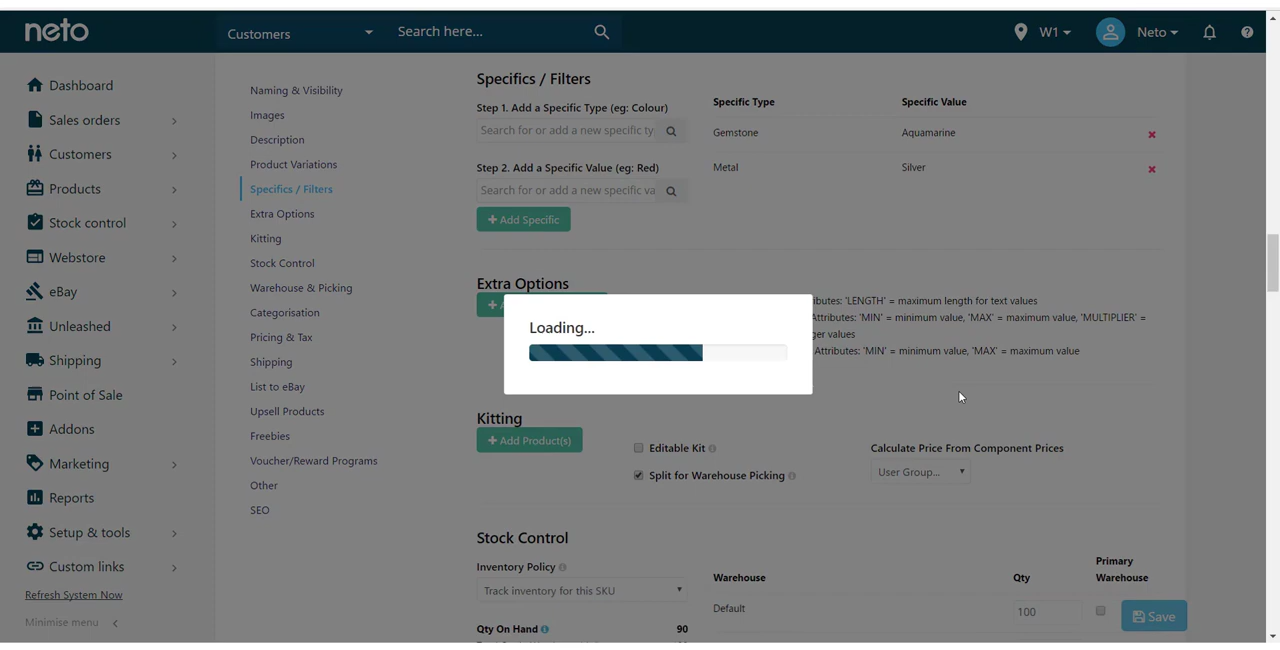 neto
Customers
Search here...
W1
Neto
Dashboard
Sales orders
Customers
Products
Stock control
Webstore
eBay
Unleashed
Shipping
Point of Sale
Addons
Marketing
Reports
Setup & tools
Custom links
Refresh System Now
Minimise menu
Naming & Visibility
Images
Description
Product Variations
Specifics / Filters
Extra Options
Kitting
Stock Control
Warehouse & Picking
Categorisation
Pricing & Tax
Shipping
List to eBay
Upsell Products
Freebies
Voucher/Reward Programs
Other
SEO
Specifics / Filters
Step 1. Add a Specific Type (eg: Colour)
Search for or add a new specific ty
Step 2. Add a Specific Value (eg: Red)
Search for or add a new specific va
+ Add Specific
Specific Type Specific Value
Gemstone Aquamarine
Metal Silver
Extra Options
ibutes: 'LENGTH' = maximum length for text values
Attributes: 'MIN' = minimum value, 'MAX' = maximum value, 'MULTIPLIER' =
ger values
Attributes: 'MIN' = minimum value, 'MAX' = maximum value
Loading...
Kitting
+ Add Product(s)
Editable Kit
Split for Warehouse Picking
Calculate Price From Component Prices
User Group...
Stock Control
Inventory Policy
Track inventory for this SKU
Qty On Hand 90
Warehouse Qty Primary
Warehouse
Default 100
Save